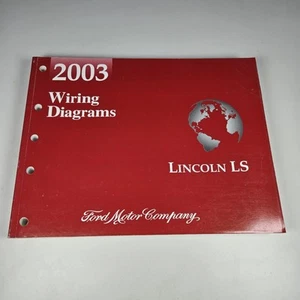 2003
Wiring
Diagrams
LINCOLN LS
Ford Motor Company